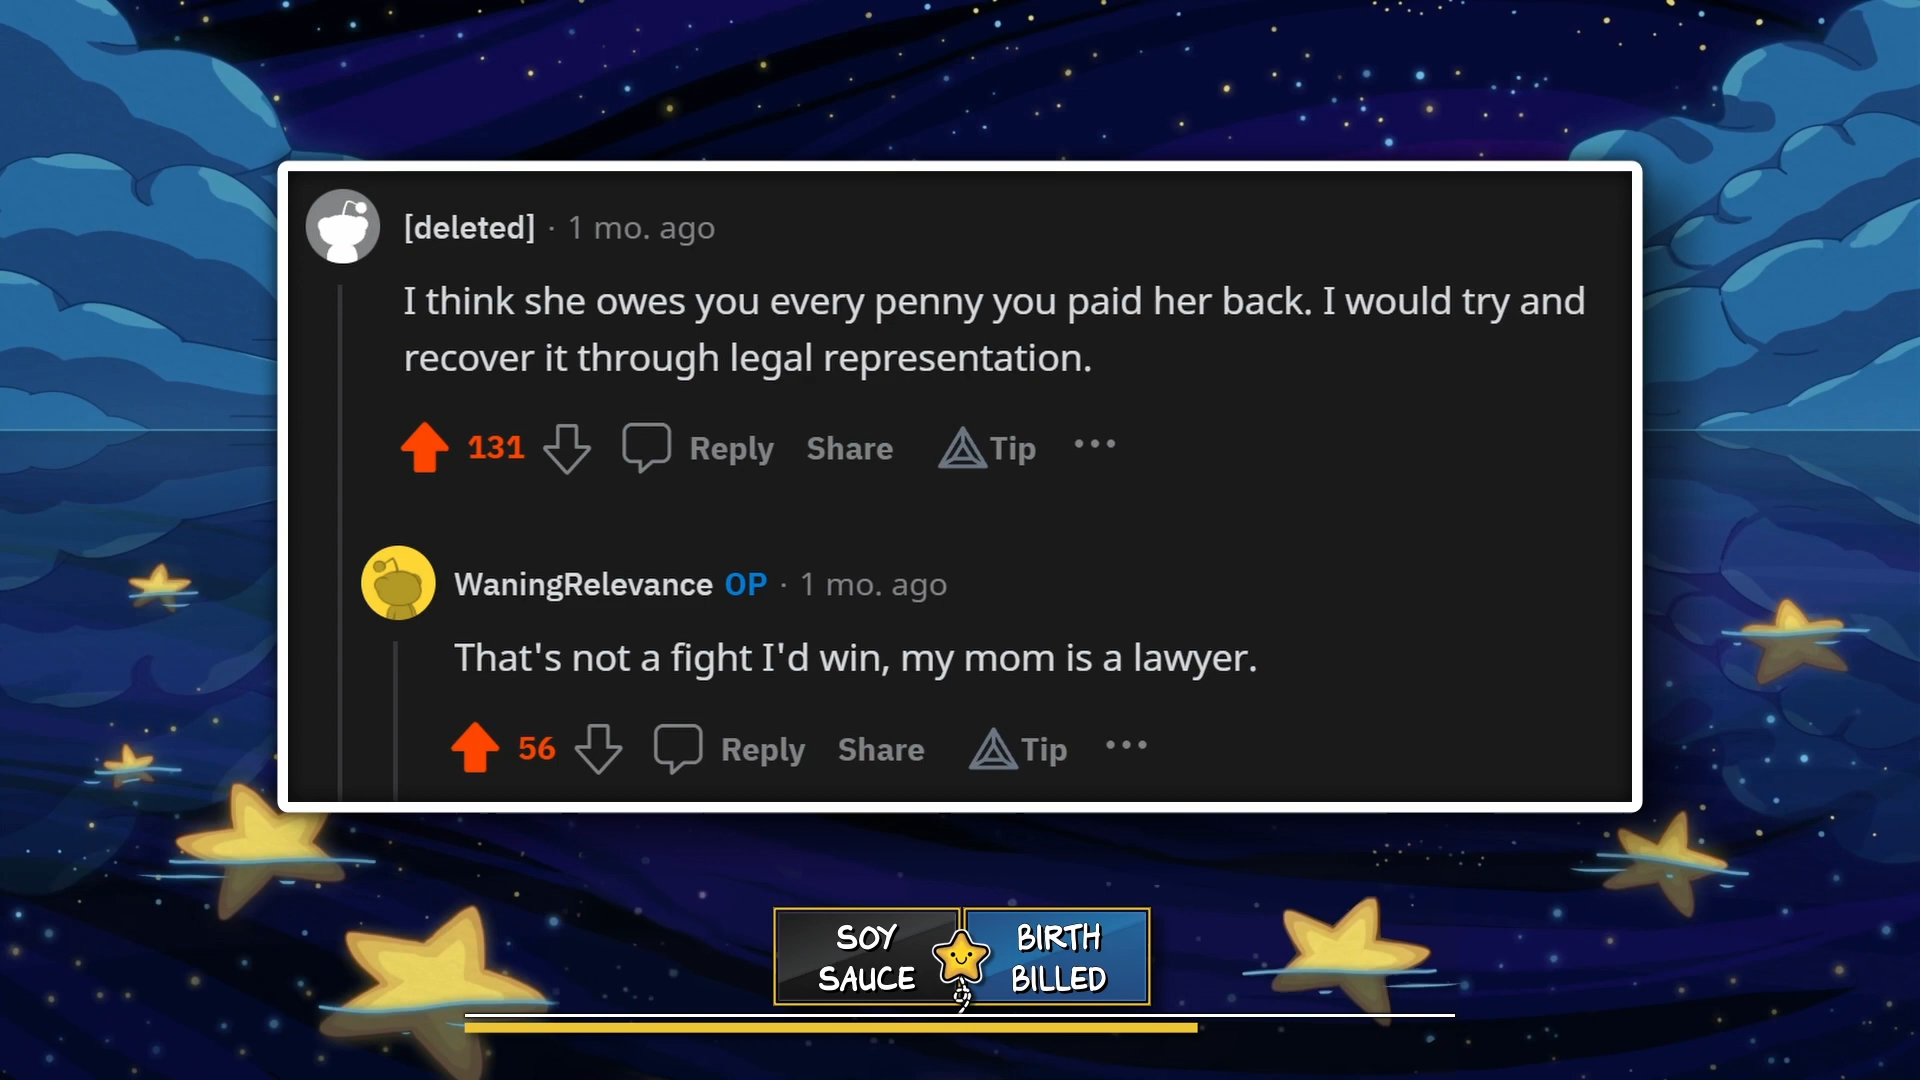 [deleted] · 1 mo. ago
I think she owes you every penny you paid her back. I would try and
recover it through legal representation.
131 Reply Share Tip ···
WaningRelevance OP · 1 mo. ago
That's not a fight I'd win, my mom is a lawyer.
56 Reply Share Tip ···
SOY
SAUCE
BIRTH
BILLED